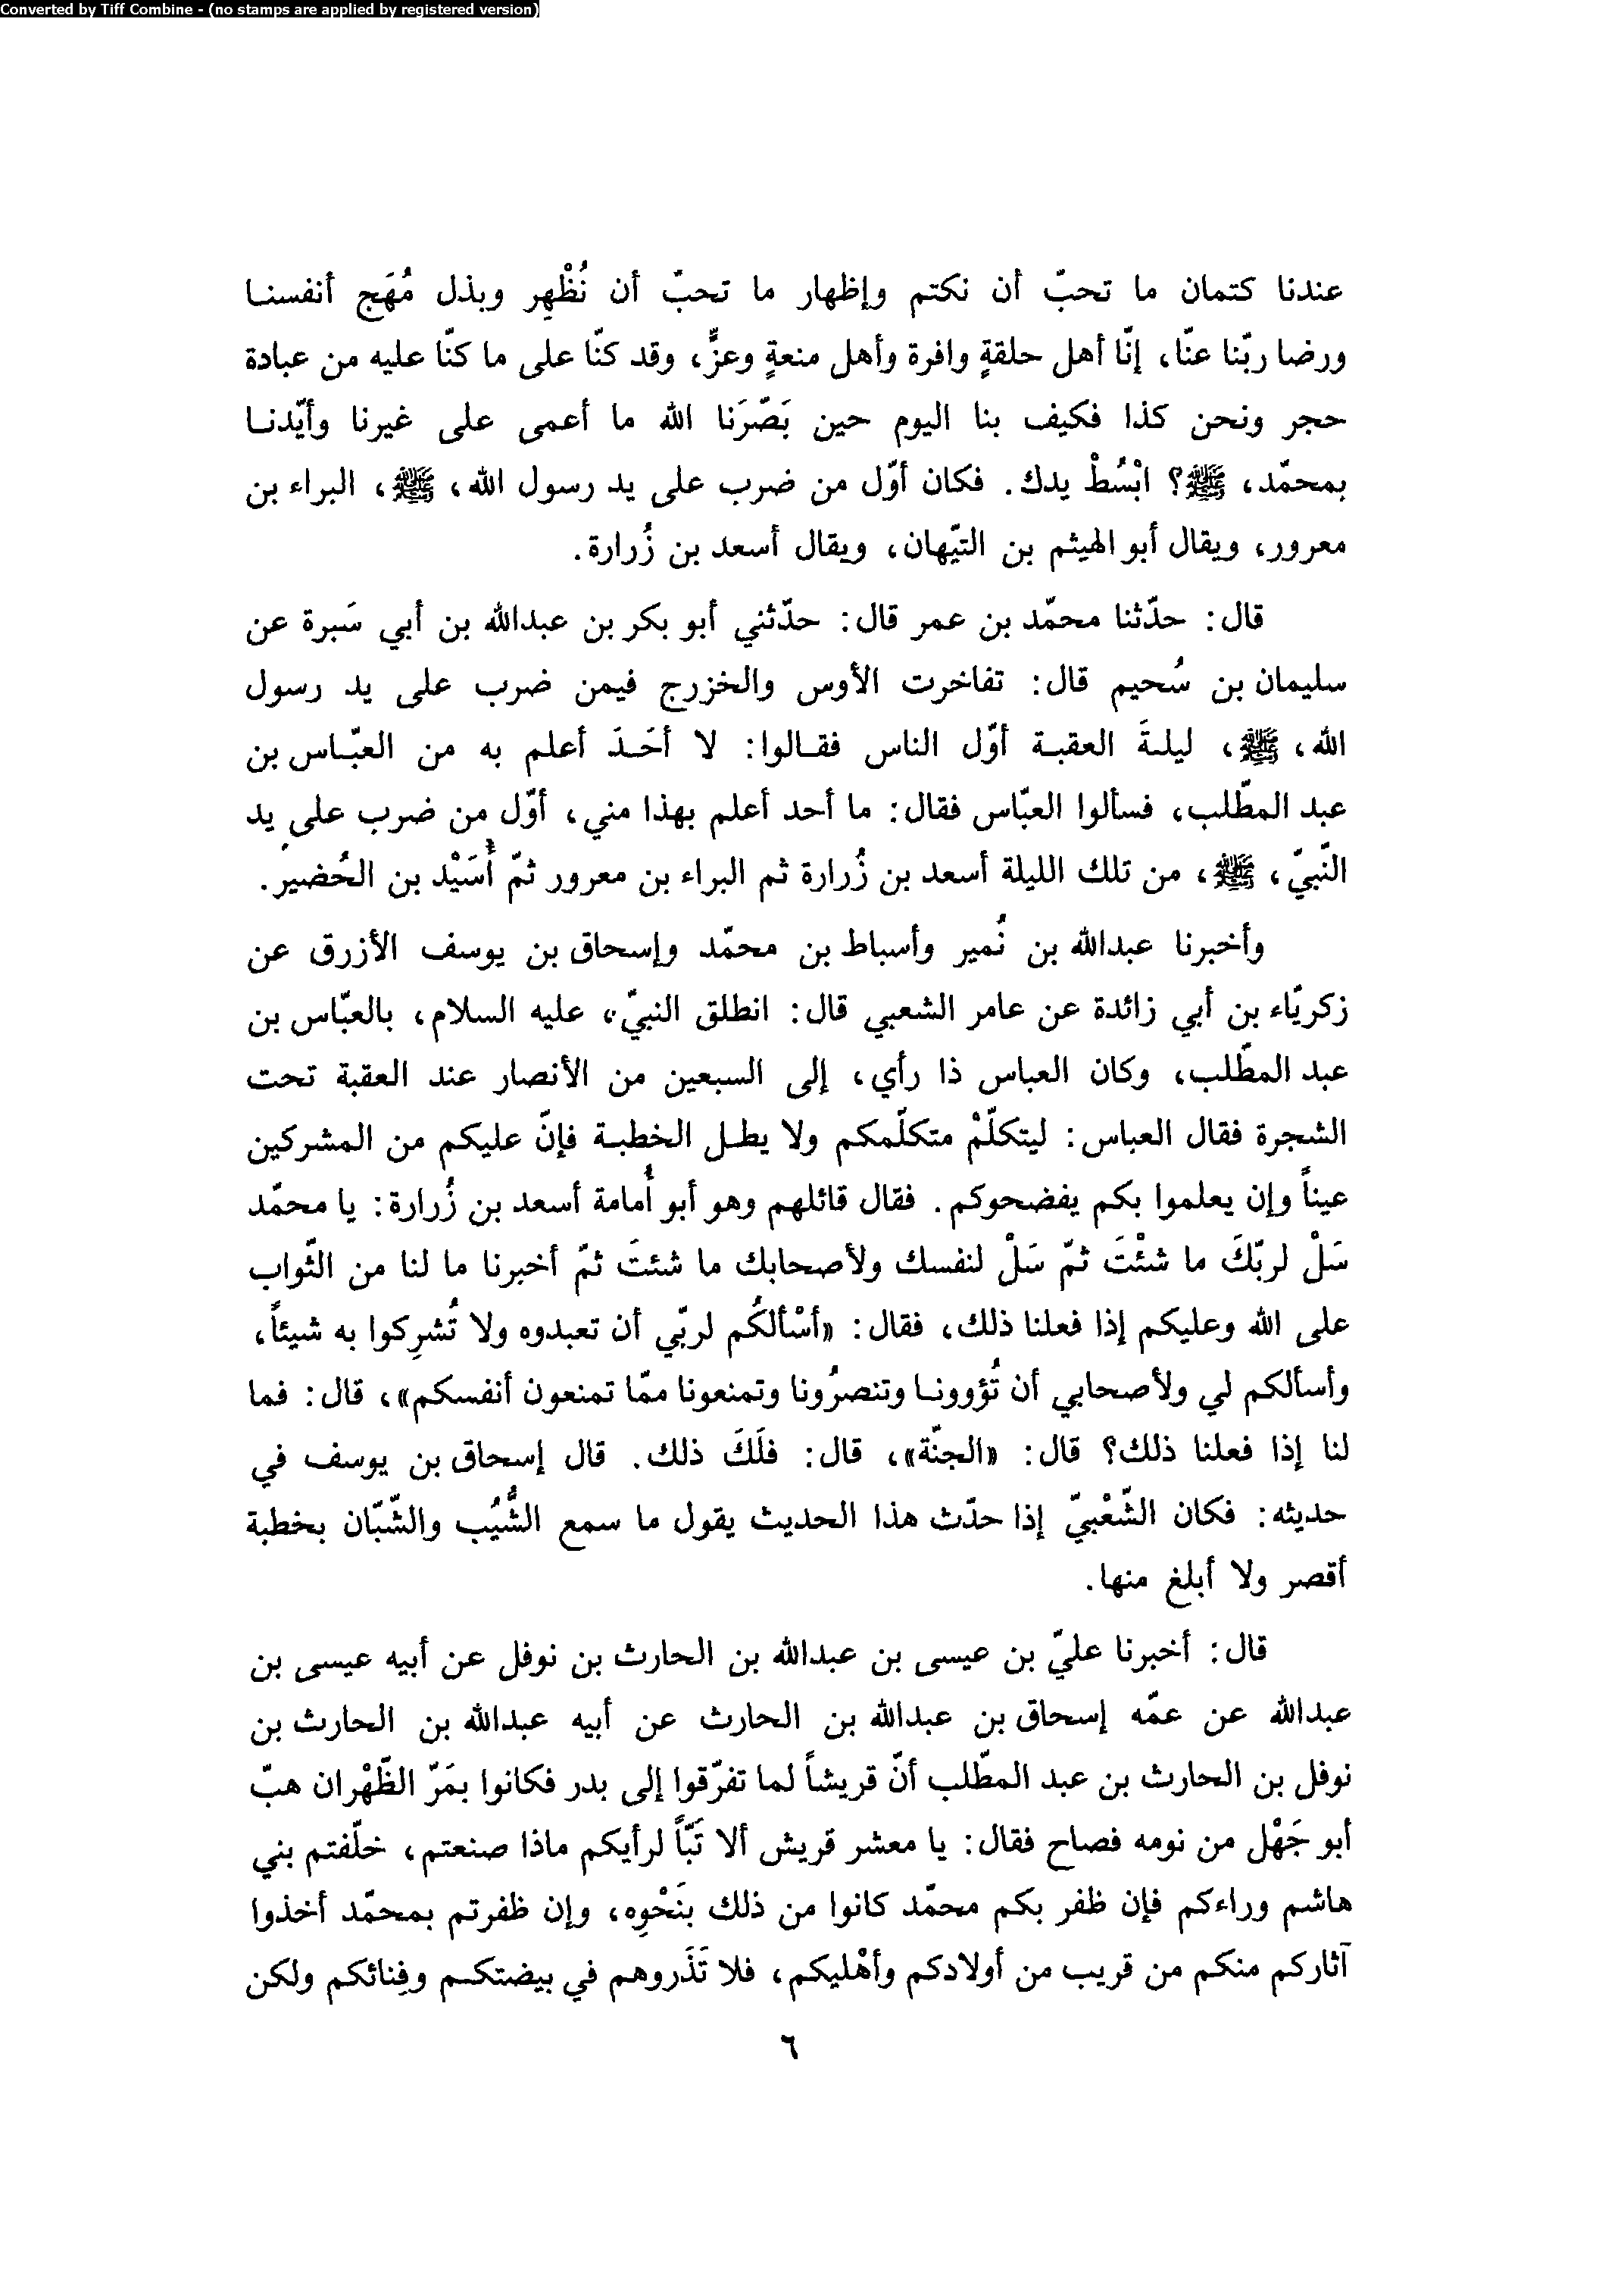 Converted by Tiff Combine - (no stamps are applied by registered version)
عندنا كتمان ما تحبّ أن نكتم وإظهار ما تحبّ أن نُظْهِر وبذل مُهَج أنفسنا
ورضا ربّنا عنّا، إنّا أهل حلقةٍ وافرة وأهل منعةٍ وعزٍّ، وقد كنّا على ما كنّا عليه من عبادة
حجر ونحن كذا فكيف بنا اليوم حين بَصّرَنا الله ما أعمى على غيرنا وأيّدنا
بمحمّد، ﷺ؟ ابْسُطْ يدك. فكان أوّل من ضرب على يد رسول الله، ﷺ، البراء بن
معرور، ويقال أبو الهيثم بن التيّهان، ويقال أسعد بن زُرارة.
قال: حدّثنا محمّد بن عمر قال: حدّثني أبو بكر بن عبدالله بن أبي سَبرة عن
سليمان بن سُحيم قال: تفاخرت الأوس والخزرج فيمن ضرب على يد رسول
الله، ﷺ، ليلةَ العقبة أوّل الناس فقالوا: لا أحَدَ أعلم به من العبّاس بن
عبد المطّلب، فسألوا العبّاس فقال: ما أحد أعلم بهذا مني، أوّل من ضرب على يد
النّبيّ، ﷺ، من تلك الليلة أسعد بن زُرارة ثم البراء بن معرور ثمّ أُسَيْد بن الحُضير.
وأخبرنا عبدالله بن نُمير وأسباط بن محمّد وإسحاق بن يوسف الأزرق عن
زكريّاء بن أبي زائدة عن عامر الشعبي قال: انطلق النبيّ، عليه السلام، بالعبّاس بن
عبد المطّلب، وكان العباس ذا رأي، إلى السبعين من الأنصار عند العقبة تحت
الشجرة فقال العباس: ليتكلّمْ متكلّمكم ولا يطل الخطبة فإنّ عليكم من المشركين
عيناً وإن يعلموا بكم يفضحوكم. فقال قائلهم وهو أبو أُمامة أسعد بن زُرارة: يا محمّد
سَلْ لربّكَ ما شئْتَ ثمّ سَلْ لنفسك ولأصحابك ما شئتَ ثمّ أخبرنا ما لنا من الثّواب
على الله وعليكم إذا فعلنا ذلك، فقال: «أسْألكُم لربّي أن تعبدوه ولا تُشرِكوا به شيئاً،
وأسألكم لي ولأصحابي أن تُؤوونا وتنصرُونا وتمنعونا ممّا تمنعون أنفسكم»، قال: فما
لنا إذا فعلنا ذلك؟ قال: «الجنّة»، قال: فلَكَ ذلك. قال إسحاق بن يوسف في
حديثه: فكان الشّعْبيّ إذا حدّث هذا الحديث يقول ما سمع الشُّيُب والشّبّان بخطبة
أقصر ولا أبلغ منها.
قال: أخبرنا عليّ بن عيسى بن عبدالله بن الحارث بن نوفل عن أبيه عيسى بن
عبدالله عن عمّه إسحاق بن عبدالله بن الحارث عن أبيه عبدالله بن الحارث بن
نوفل بن الحارث بن عبد المطّلب أنّ قريشاً لما تفرّقوا إلى بدر فكانوا بمَرّ الظّهْران هبّ
أبو جَهْل من نومه فصاح فقال: يا معشر قريش ألا تَبّاً لرأيكم ماذا صنعتم، خلّفتم بني
هاشم وراءكم فإن ظفر بكم محمّد كانوا من ذلك بنَحْوِه، وإن ظفرتم بمحمّد أخذوا
آثاركم منكم من قريب من أولادكم وأهْليكم، فلا تَذَروهم في بيضتكم وفِنائكم ولكن
٦